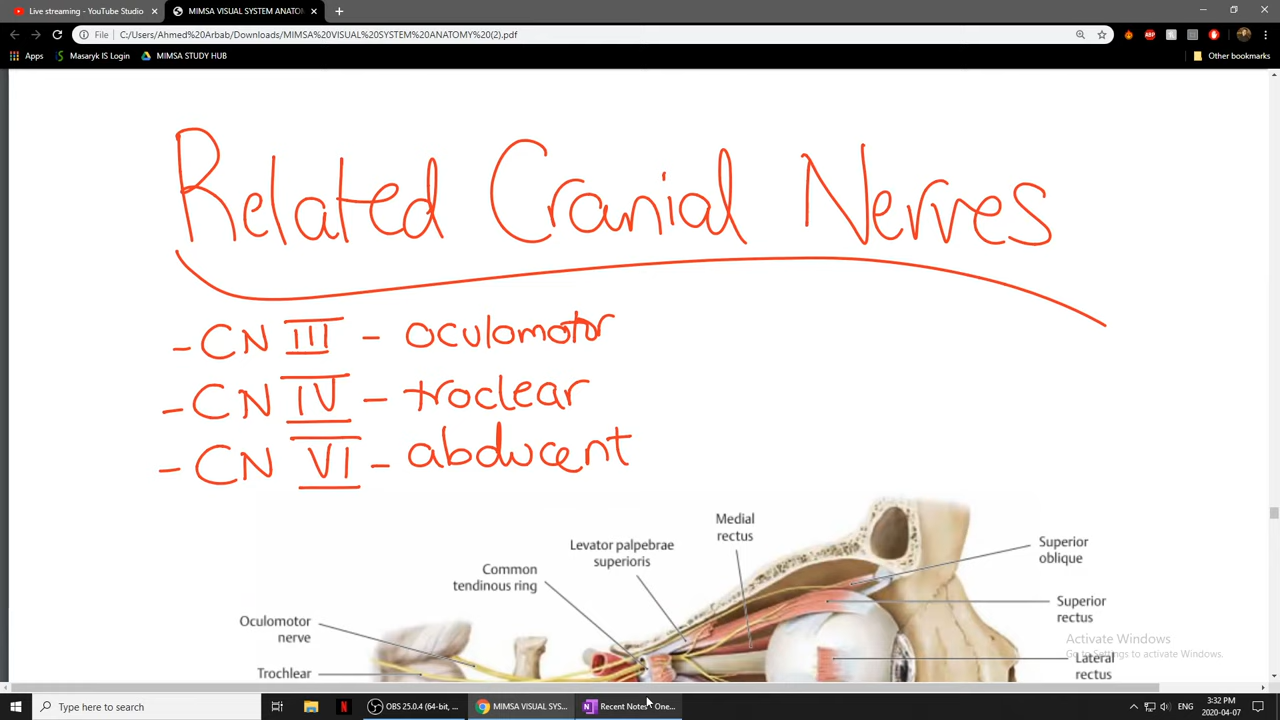 Live streaming - YouTube Studio
MIMSA VISUAL SYSTEM ANATOM
File
C:/Users/Ahmed%20Arbab/Downloads/MIMSA%20VISUAL%20SYSTEM%20ANATOMY%20(2).pdf
Apps
Masaryk IS Login
MIMSA STUDY HUB
Other bookmarks
Related Cranial Nerves
- CN III - oculomotor
- CN IV - troclear
- CN VI - abducent
Medial
rectus
Levator palpebrae
superioris
Common
tendinous ring
Superior
oblique
Superior
rectus
Oculomotor
nerve
Trochlear
Lateral
rectus
Activate Windows
Go to Settings to activate Windows.
Type here to search
OBS 25.0.4 (64-bit, ...
MIMSA VISUAL SYS...
Recent Notes - One...
ENG
3:32 PM
2020-04-07